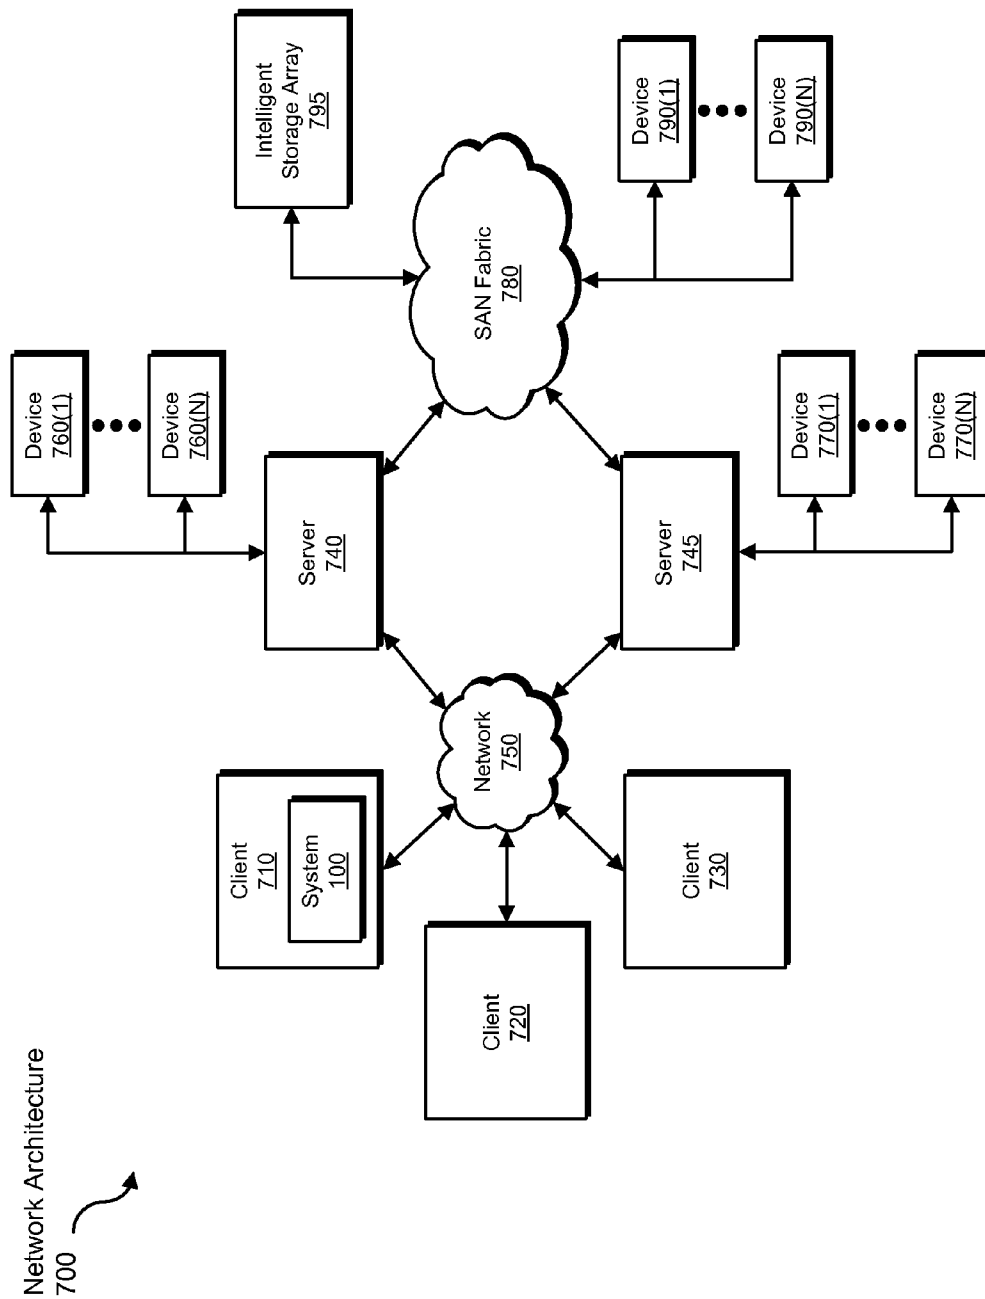 Network Architecture
700
Client
710
System
100
Client
720
Client
730
Network
750
Server
740
Server
745
Device
760(1)
Device
760(N)
Device
770(1)
Device
770(N)
SAN Fabric
780
Intelligent
Storage Array
795
Device
790(1)
Device
790(N)